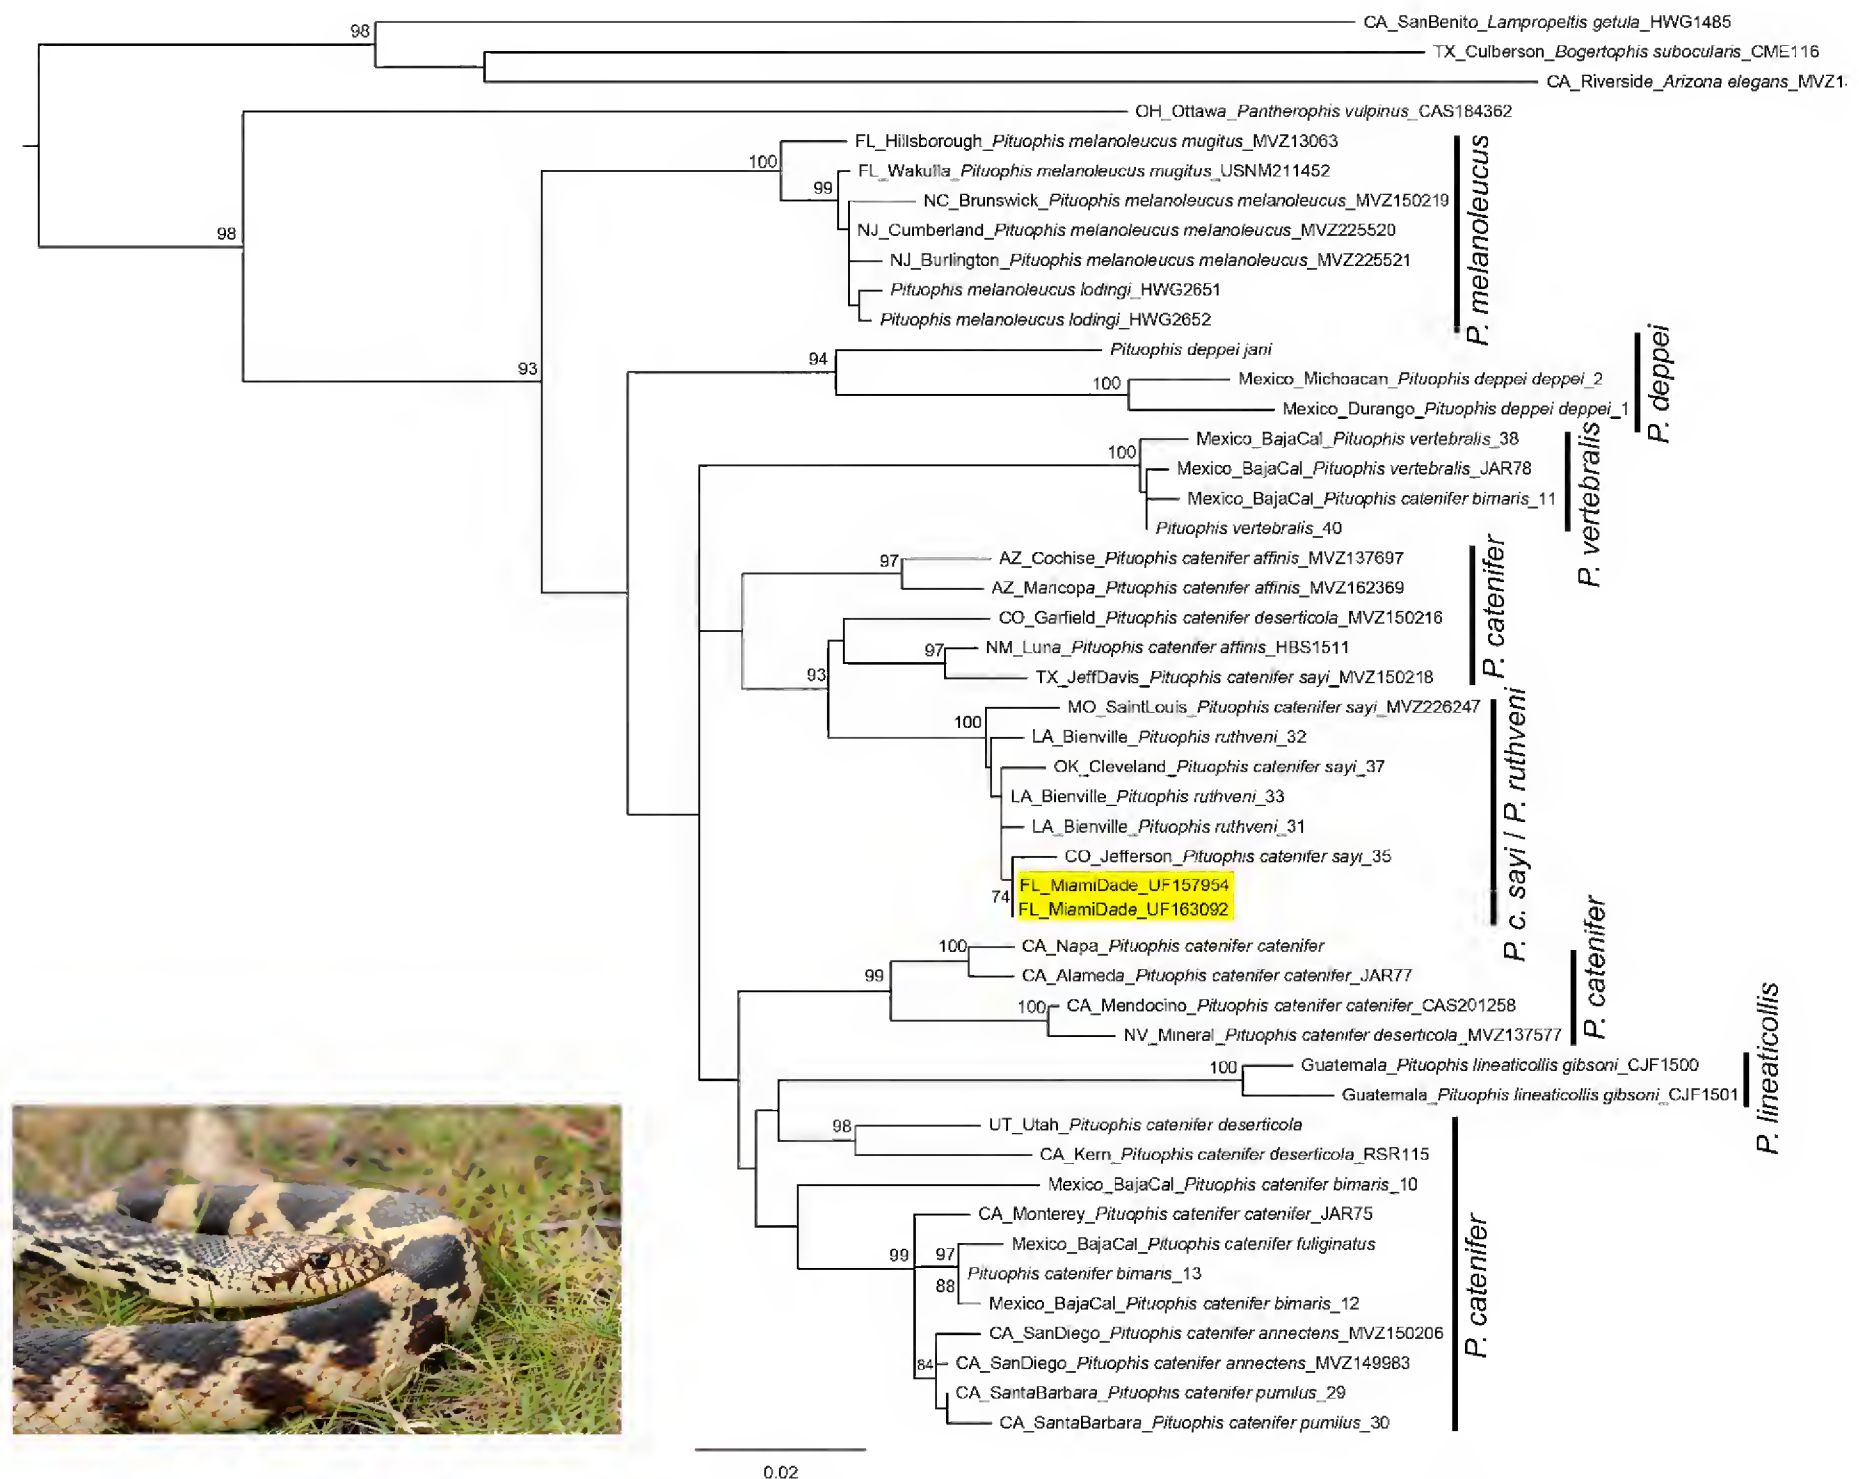 CA_SanBenito_Lampropeltis getula_HWG1485
98
TX_Culberson_Bogertophis subocularis_CME116
CA_Riverside_Arizona elegans_MVZ1
OH_Ottawa_Pantherophis vulpinus_CAS184362
98
FL_Hillsborough_Pituophis melanoleucus mugitus_MVZ13063
100
FL_Wakulla_Pituophis melanoleucus mugitus_USNM211452
99
NC_Brunswick_Pituophis melanoleucus melanoleucus_MVZ150219
NJ_Cumberland_Pituophis melanoleucus melanoleucus_MVZ225520
NJ_Burlington_Pituophis melanoleucus melanoleucus_MVZ225521
Pituophis melanoleucus lodingi_HWG2651
Pituophis melanoleucus lodingi_HWG2652
P. melanoleucus
93
Pituophis deppei jani
94
Mexico_Michoacan_Pituophis deppei deppei_2
100
Mexico_Durango_Pituophis deppei deppei_1
P. deppei
Mexico_BajaCal_Pituophis vertebralis_38
100
Mexico_BajaCal_Pituophis vertebralis_JAR78
Mexico_BajaCal_Pituophis catenifer bimaris_11
Pituophis vertebralis_40
P. vertebralis
AZ_Cochise_Pituophis catenifer affinis_MVZ137697
97
AZ_Maricopa_Pituophis catenifer affinis_MVZ162369
CO_Garfield_Pituophis catenifer deserticola_MVZ150216
NM_Luna_Pituophis catenifer affinis_HBS1511
97
TX_JeffDavis_Pituophis catenifer sayi_MVZ150218
93
P. catenifer
MO_SaintLouis_Pituophis catenifer sayi_MVZ226247
100
LA_Bienville_Pituophis ruthveni_32
OK_Cleveland_Pituophis catenifer sayi_37
LA_Bienville_Pituophis ruthveni_33
LA_Bienville_Pituophis ruthveni_31
CO_Jefferson_Pituophis catenifer sayi_35
FL_MiamiDade_UF157954
74
FL_MiamiDade_UF163092
P. c. sayi / P. ruthveni
CA_Napa_Pituophis catenifer catenifer
100
CA_Alameda_Pituophis catenifer catenifer_JAR77
99
CA_Mendocino_Pituophis catenifer catenifer_CAS201258
100
NV_Mineral_Pituophis catenifer deserticola_MVZ137577
P. catenifer
Guatemala_Pituophis lineaticollis gibsoni_CJF1500
100
Guatemala_Pituophis lineaticollis gibsoni_CJF1501
P. lineaticollis
UT_Utah_Pituophis catenifer deserticola
98
CA_Kern_Pituophis catenifer deserticola_RSR115
Mexico_BajaCal_Pituophis catenifer bimaris_10
CA_Monterey_Pituophis catenifer catenifer_JAR75
Mexico_BajaCal_Pituophis catenifer fuliginatus
99
97
Pituophis catenifer bimaris_13
88
Mexico_BajaCal_Pituophis catenifer bimaris_12
CA_SanDiego_Pituophis catenifer annectens_MVZ150206
84
CA_SanDiego_Pituophis catenifer annectens_MVZ149983
CA_SantaBarbara_Pituophis catenifer pumilus_29
CA_SantaBarbara_Pituophis catenifer pumilus_30
P. catenifer
0.02